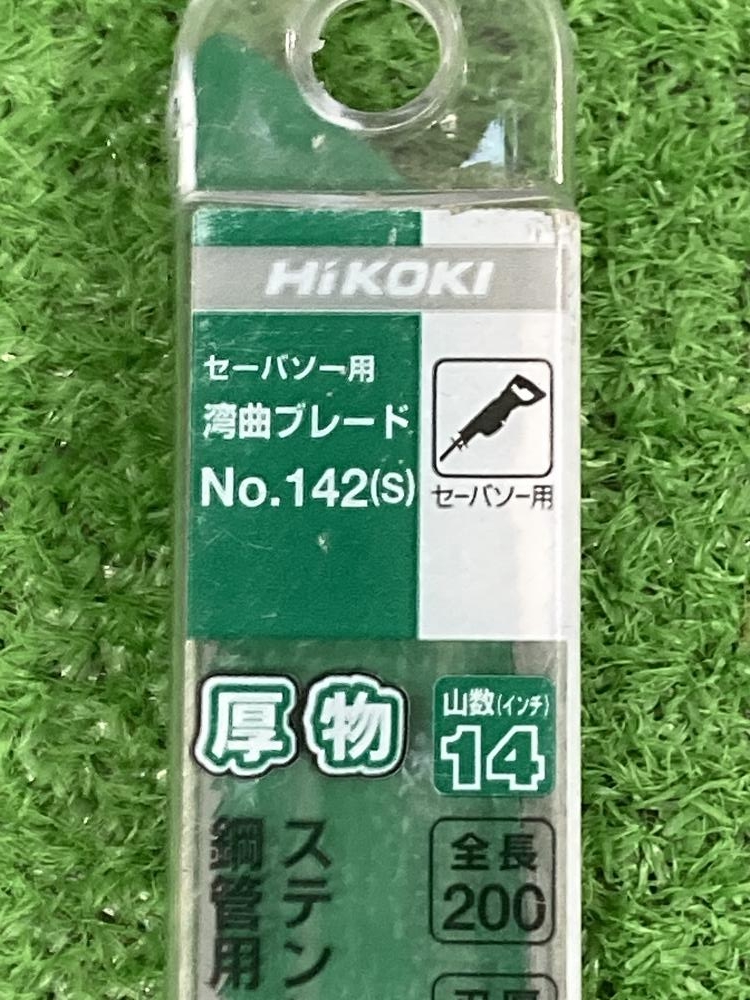 HiKOKI
セーバソー用
湾曲ブレード
No.142(S)
セーバソー用
厚物
山数(インチ)
14
ステン
鋼管用
全長
200